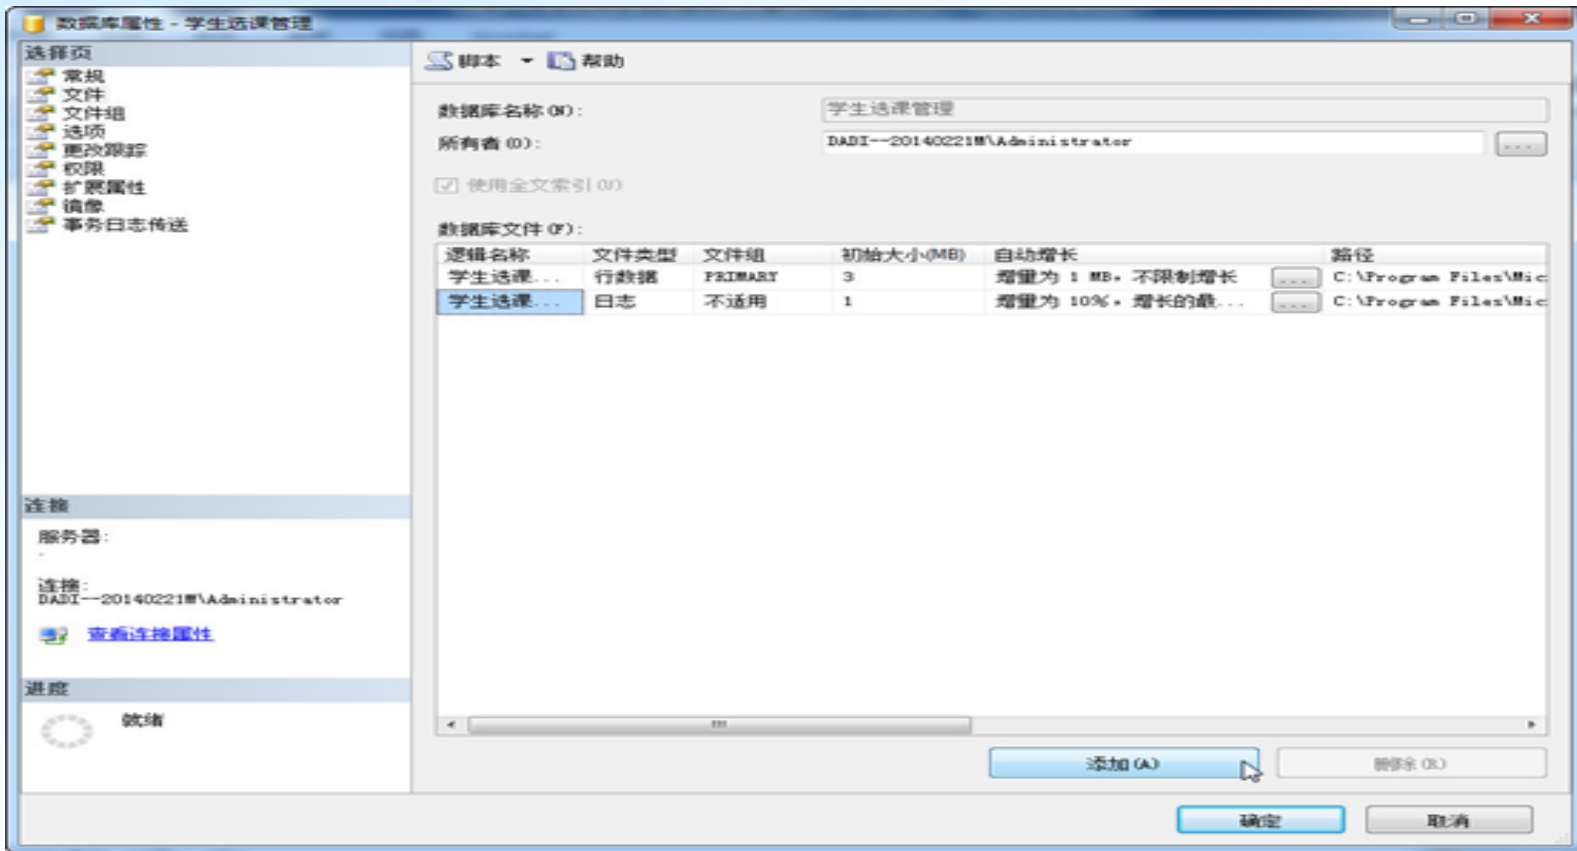 数据库属性 - 学生选课管理
选择页
常规
文件
文件组
选项
更改跟踪
权限
扩展属性
镜像
事务日志传送
连接
服务器:
.
连接:
DADI--20140221W\Administrator
查看连接属性
进度
就绪
脚本 帮助
数据库名称(N): 学生选课管理
所有者(O): DADI--20140221W\Administrator ...
使用全文索引(U)
数据库文件(F):
逻辑名称 文件类型 文件组 初始大小(MB) 自动增长 路径
学生选课... 行数据 PRIMARY 3 增量为 1 MB，不限制增长 ... C:\Program Files\Mic
学生选课... 日志 不适用 1 增量为 10%，增长的最... ... C:\Program Files\Mic
添加(A) 删除(R)
确定 取消